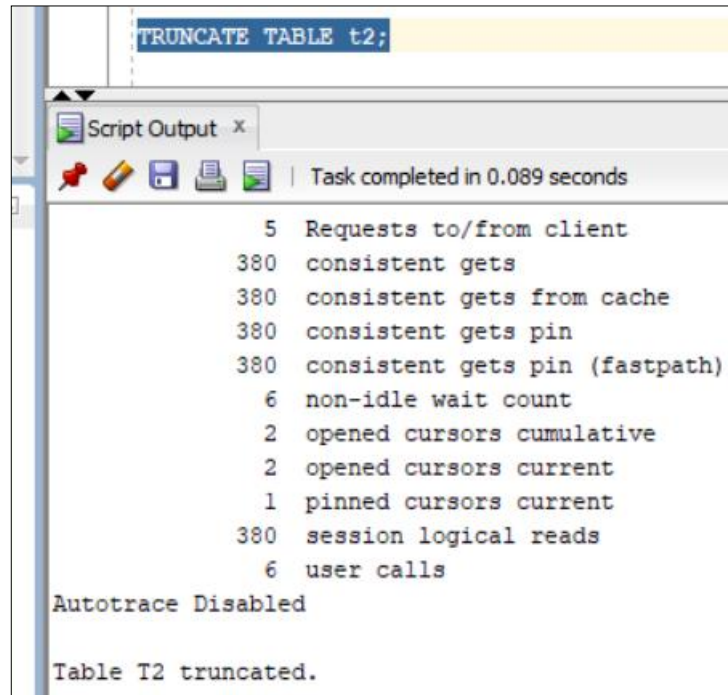 TRUNCATE TABLE t2;
Script Output x
Task completed in 0.089 seconds
5 Requests to/from client
380 consistent gets
380 consistent gets from cache
380 consistent gets pin
380 consistent gets pin (fastpath)
6 non-idle wait count
2 opened cursors cumulative
2 opened cursors current
1 pinned cursors current
380 session logical reads
6 user calls
Autotrace Disabled
Table T2 truncated.